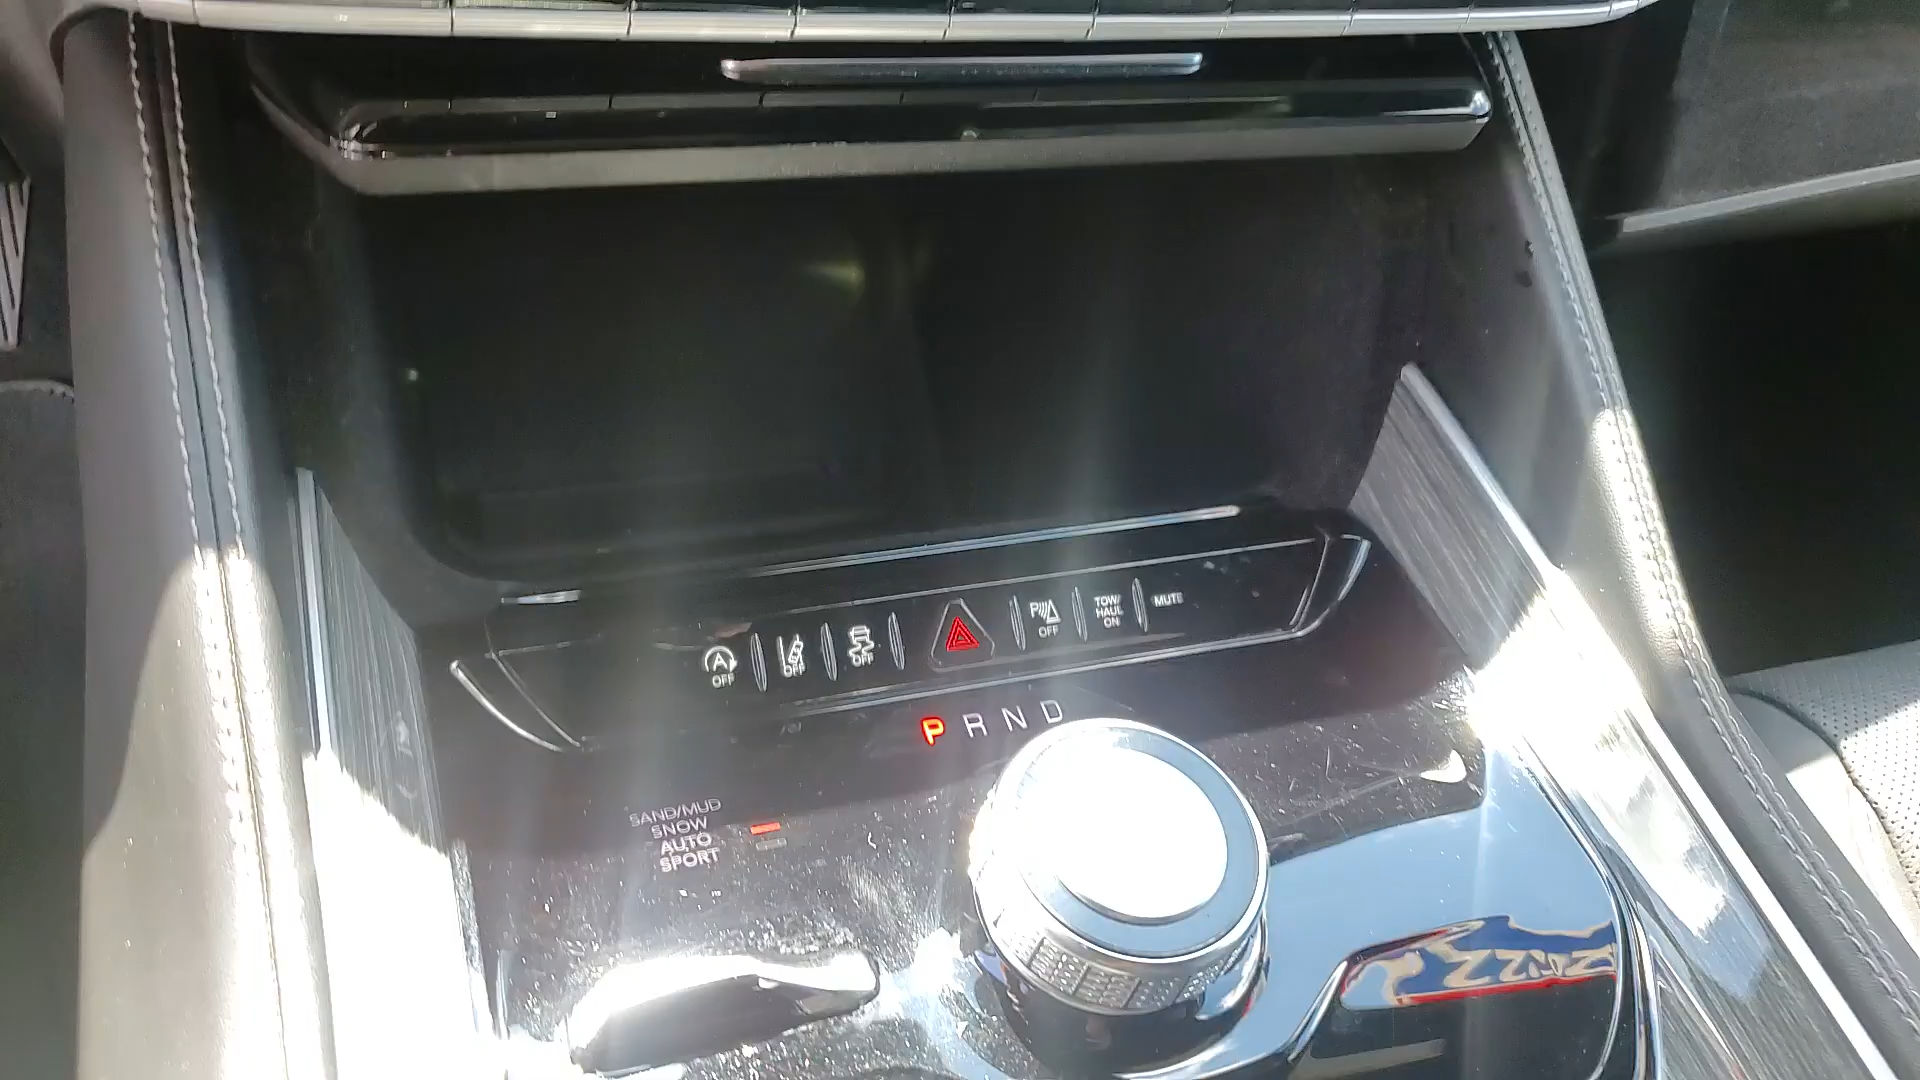 A
OFF
OFF
OFF
P
OFF
TOW/
HAUL
ON
MUTE
P R N D
SAND/MUD
SNOW
AUTO
SPORT